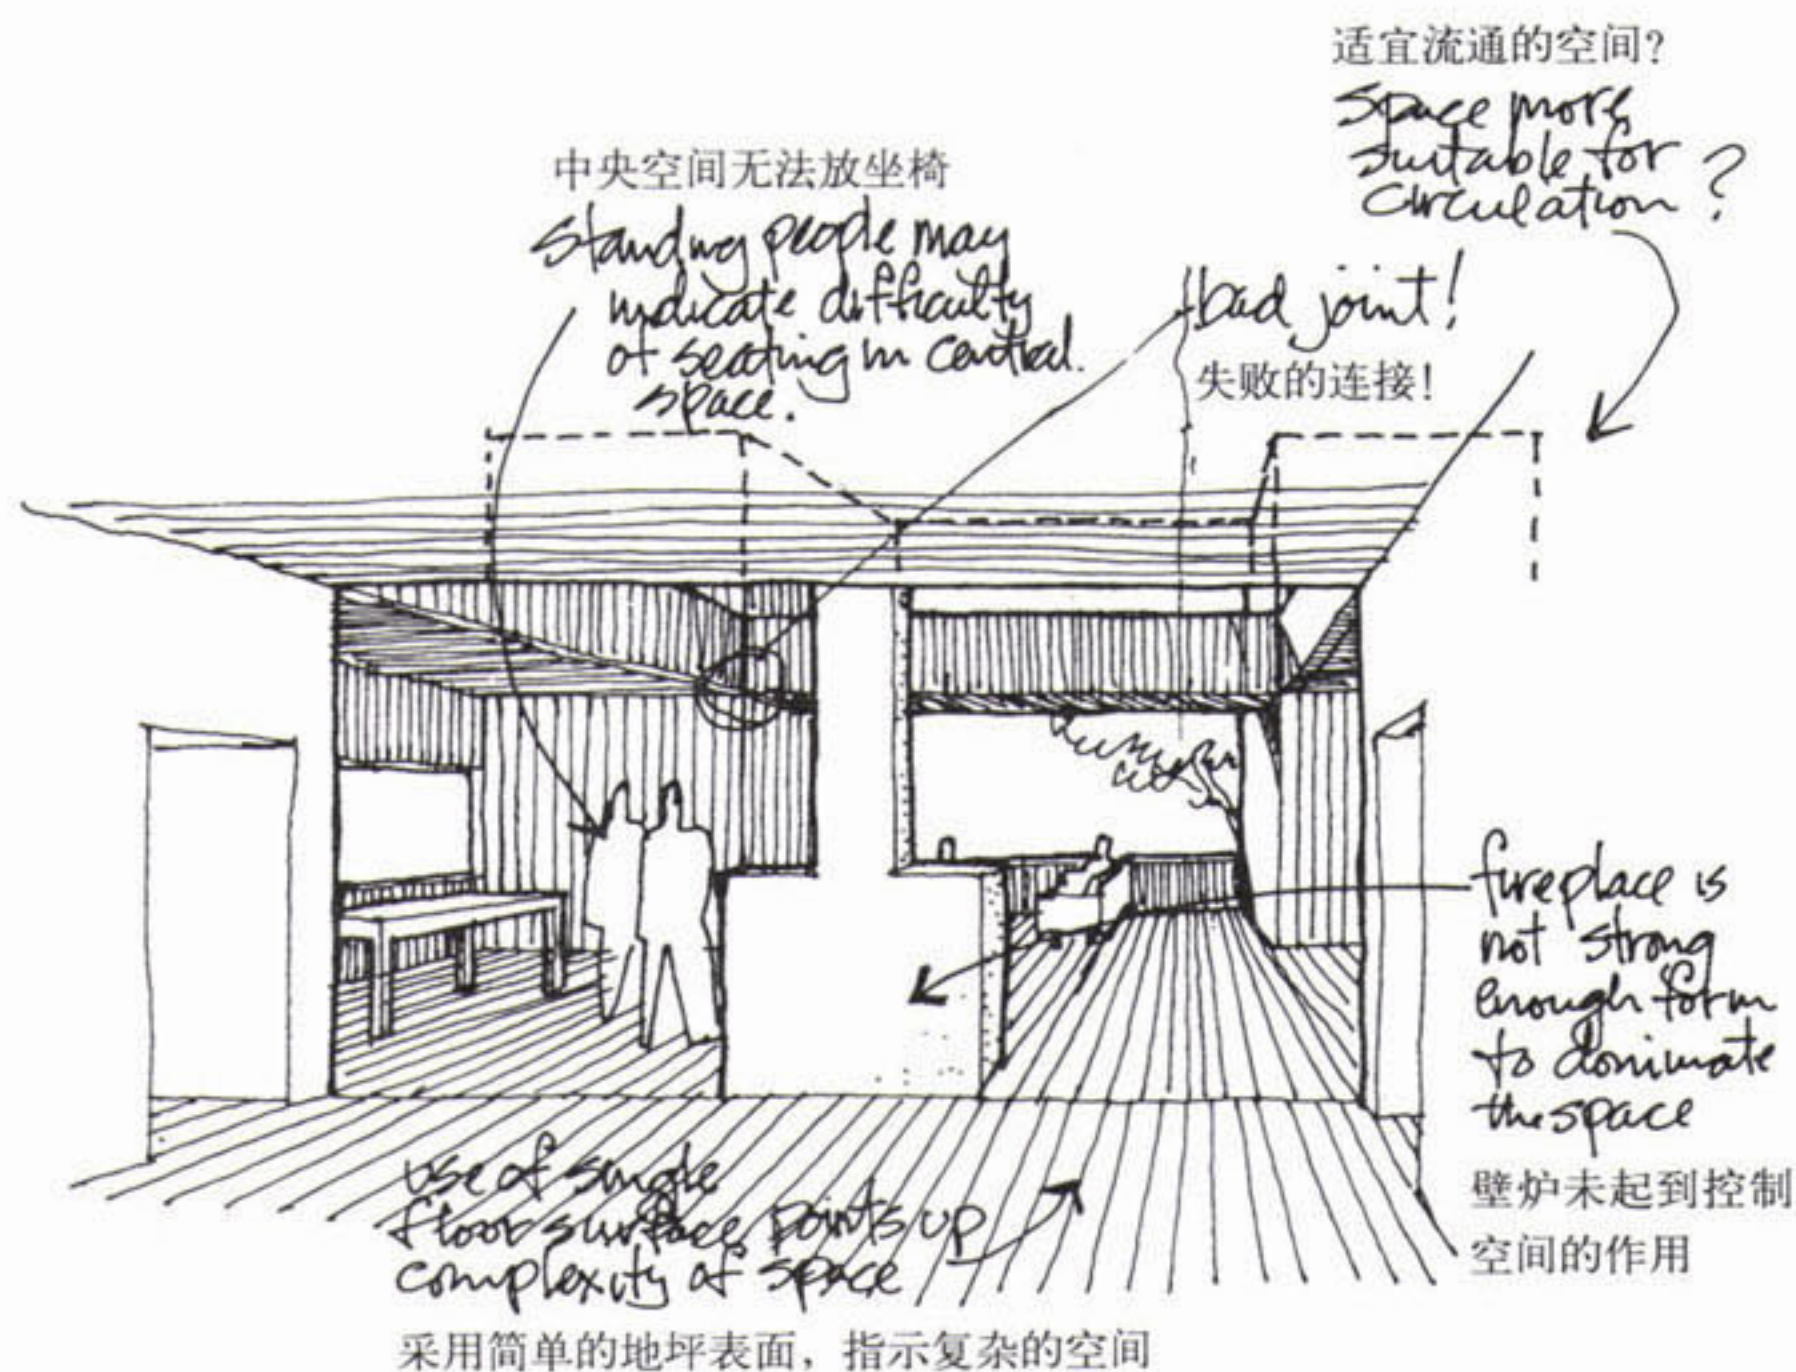 适宜流通的空间?
space more
suitable for
circulation ?
中央空间无法放坐椅
standing people may
indicate difficulty
of seating in central
space.
bad joint!
失败的连接!
fireplace is
not strong
enough form
to dominate
the space
壁炉未起到控制
空间的作用
use of single
floor surface points up
complexity of space
采用简单的地坪表面，指示复杂的空间